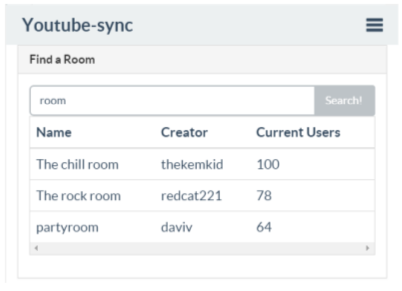 Youtube-sync
Find a Room
room Search!
Name Creator Current Users
The chill room thekemkid 100
The rock room redcat221 78
partyroom daviv 64